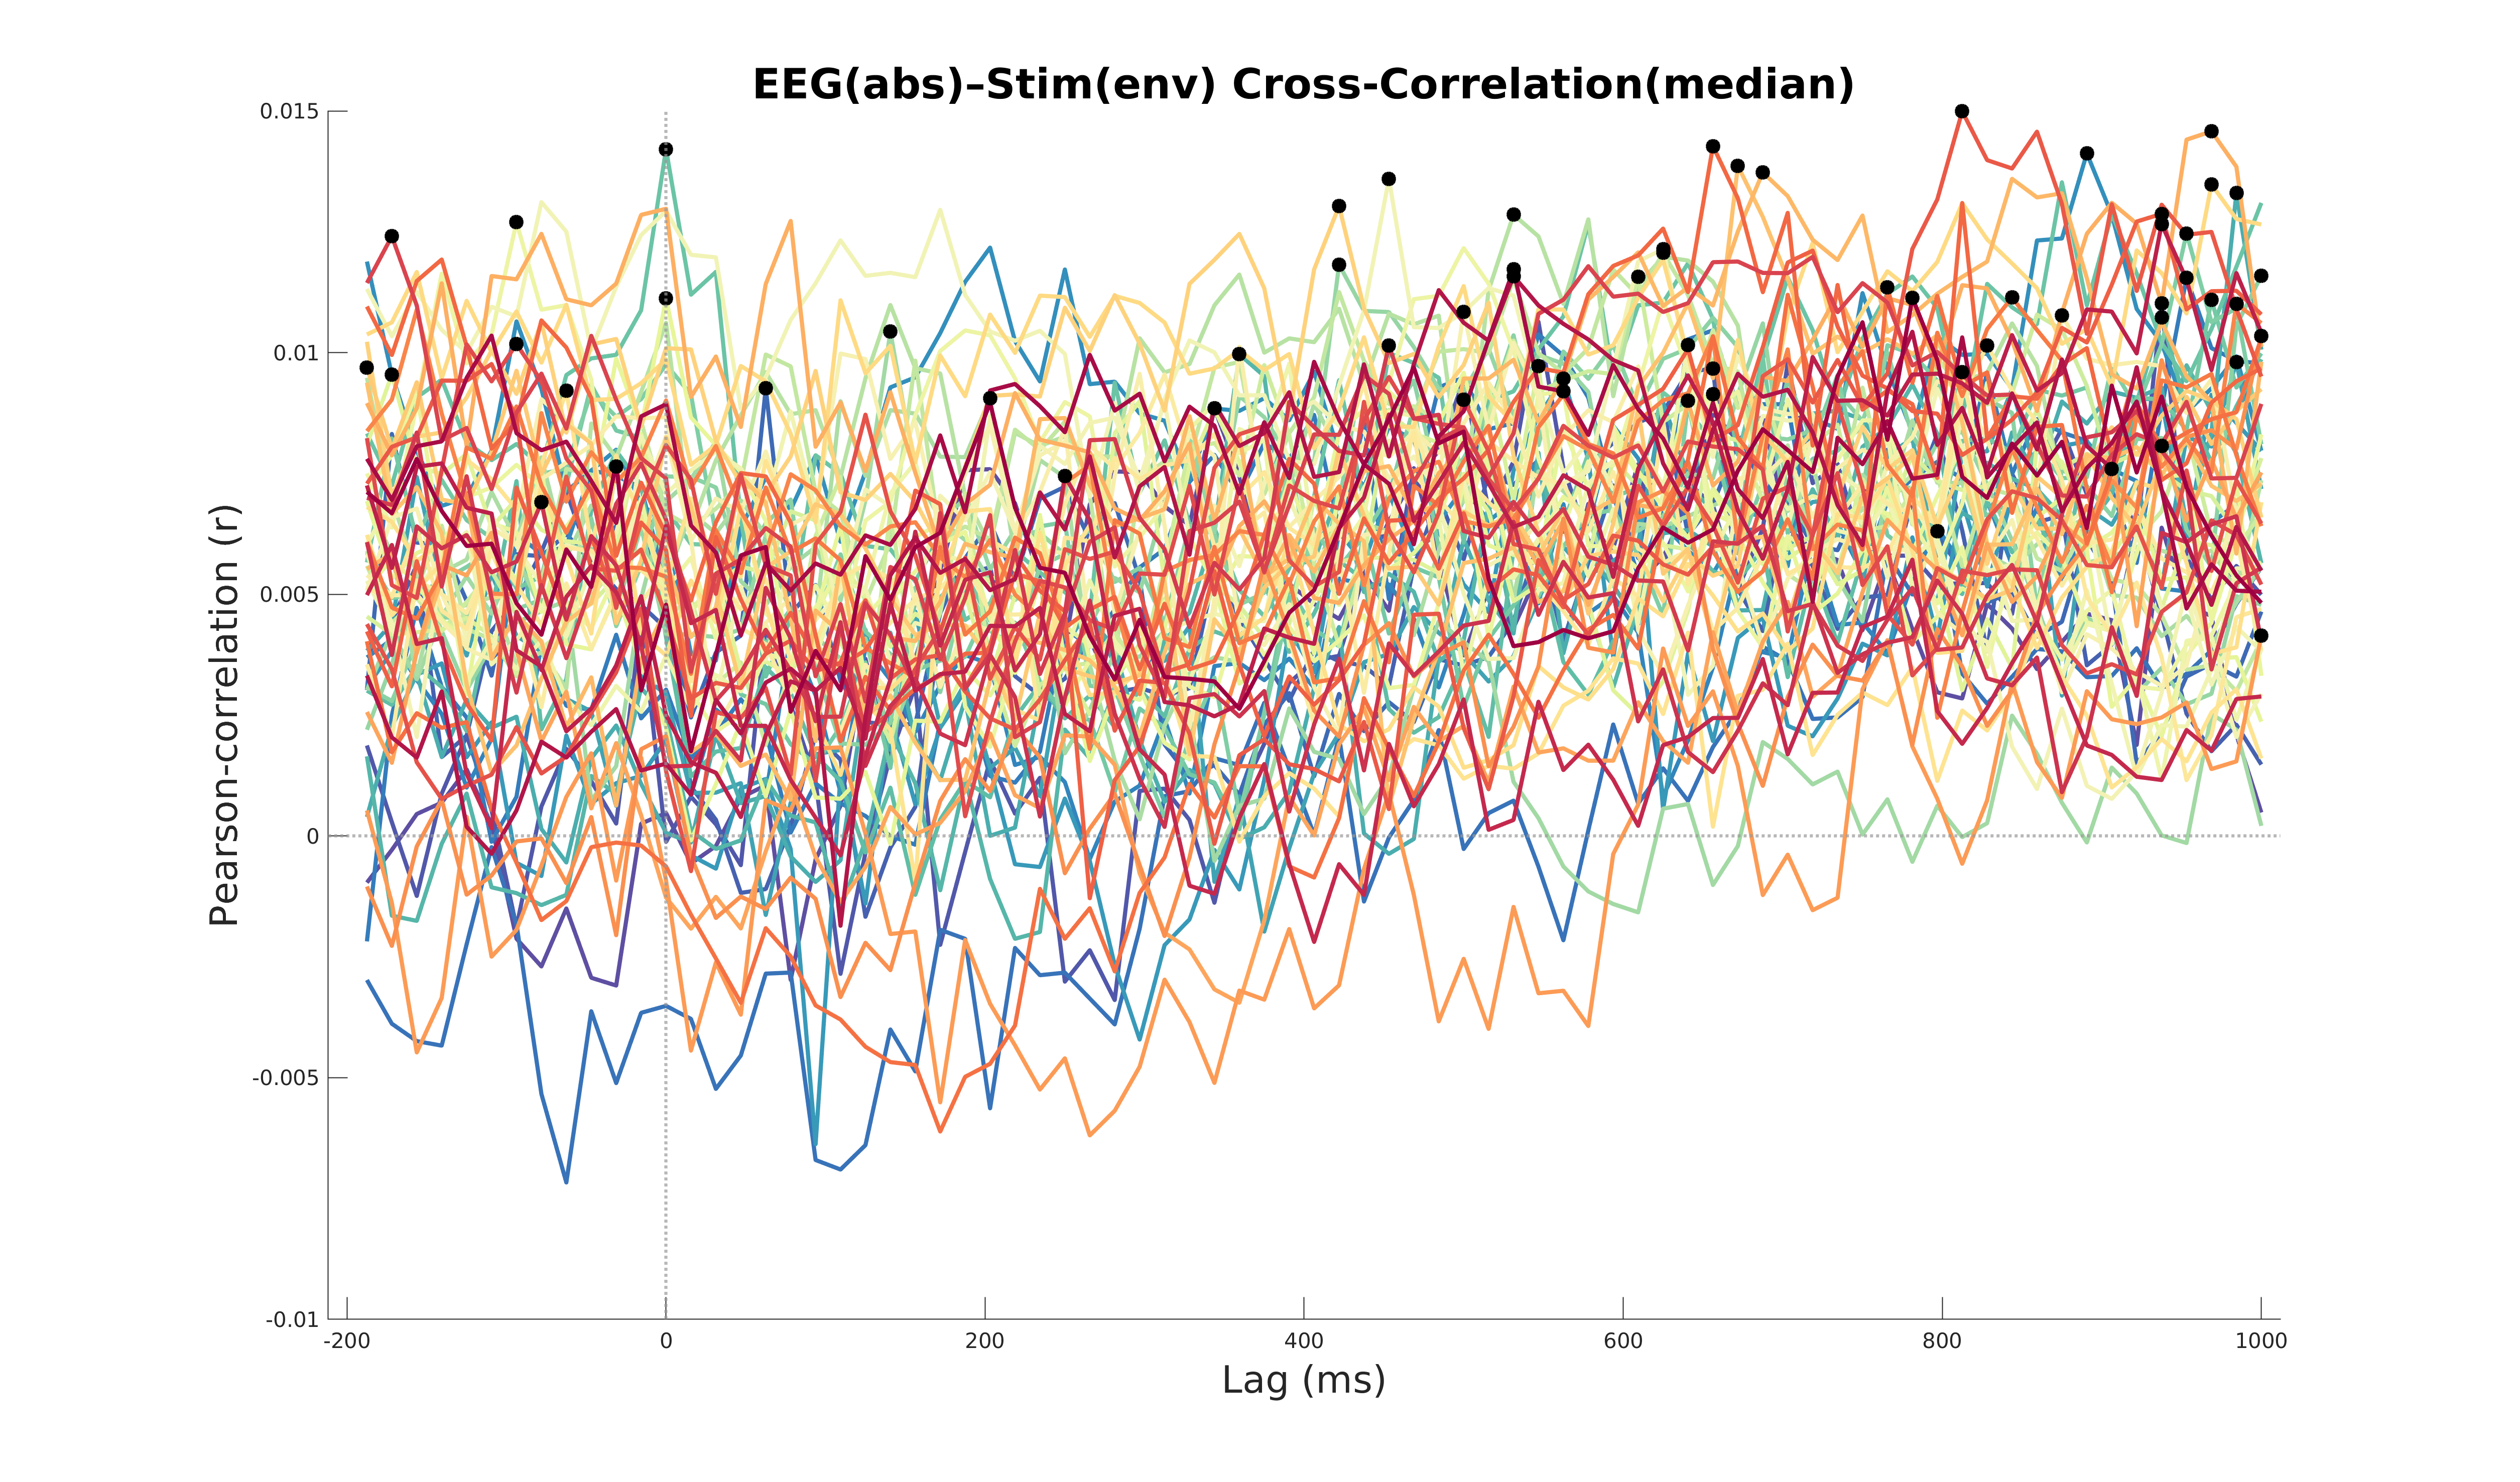 EEG(abs)–Stim(env) Cross-Correlation(median)
0.015
0.01
0.005
0
-0.005
-0.01
Pearson-correlation (r)
-200 0 200 400 600 800 1000
Lag (ms)